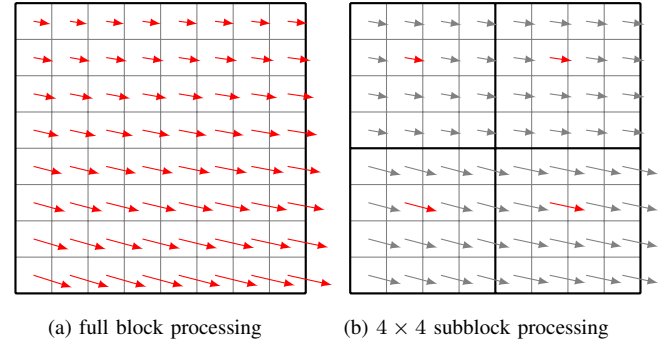 (a) full block processing
(b) 4 × 4 subblock processing